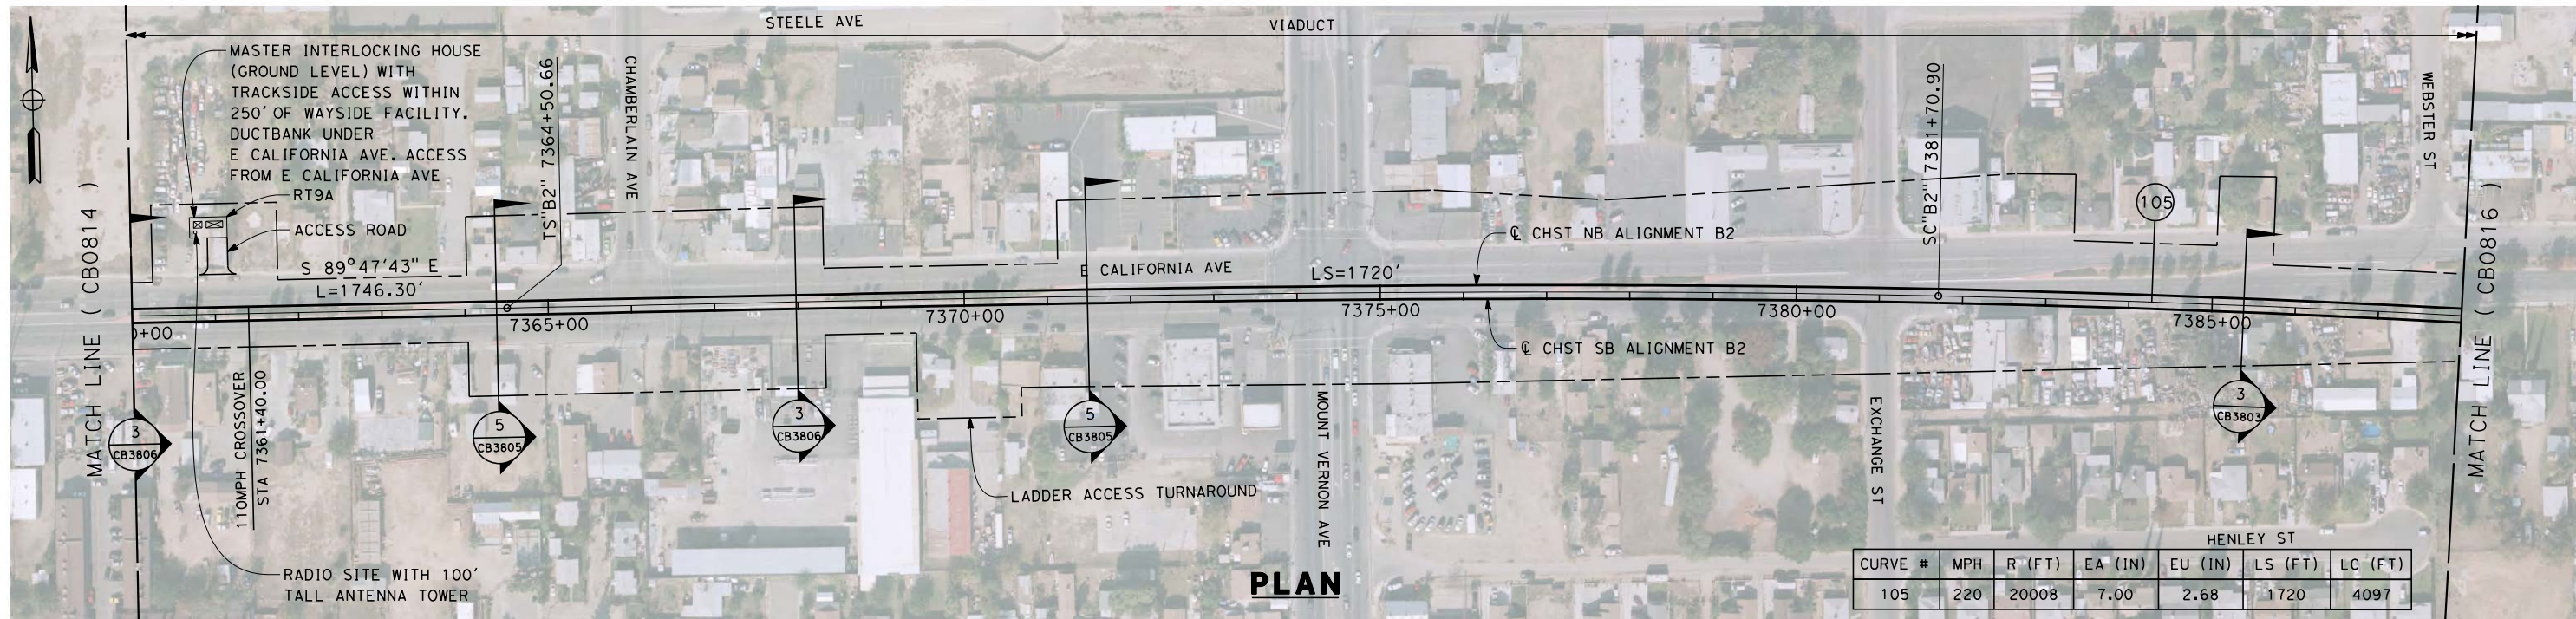 STEELE AVE
VIADUCT
MASTER INTERLOCKING HOUSE
(GROUND LEVEL) WITH
TRACKSIDE ACCESS WITHIN
250' OF WAYSIDE FACILITY.
DUCTBANK UNDER
E CALIFORNIA AVE. ACCESS
FROM E CALIFORNIA AVE
RT9A
ACCESS ROAD
S 89°47'43" E
L=1746.30'
TS"B2" 7364+50.66
CHAMBERLAIN AVE
SC"B2" 7381+70.90
WEBSTER ST
105
MATCH LINE ( CB0814 )
MATCH LINE ( CB0816 )
℄ CHST NB ALIGNMENT B2
E CALIFORNIA AVE
LS=1720'
0+00
7365+00
7370+00
7375+00
7380+00
7385+00
℄ CHST SB ALIGNMENT B2
110MPH CROSSOVER
STA 7361+40.00
3
CB3806
5
CB3805
3
CB3806
5
CB3805
3
CB3803
LADDER ACCESS TURNAROUND
MOUNT VERNON AVE
EXCHANGE ST
HENLEY ST
RADIO SITE WITH 100'
TALL ANTENNA TOWER
PLAN
CURVE # MPH R (FT) EA (IN) EU (IN) LS (FT) LC (FT)
105 220 20008 7.00 2.68 1720 4097